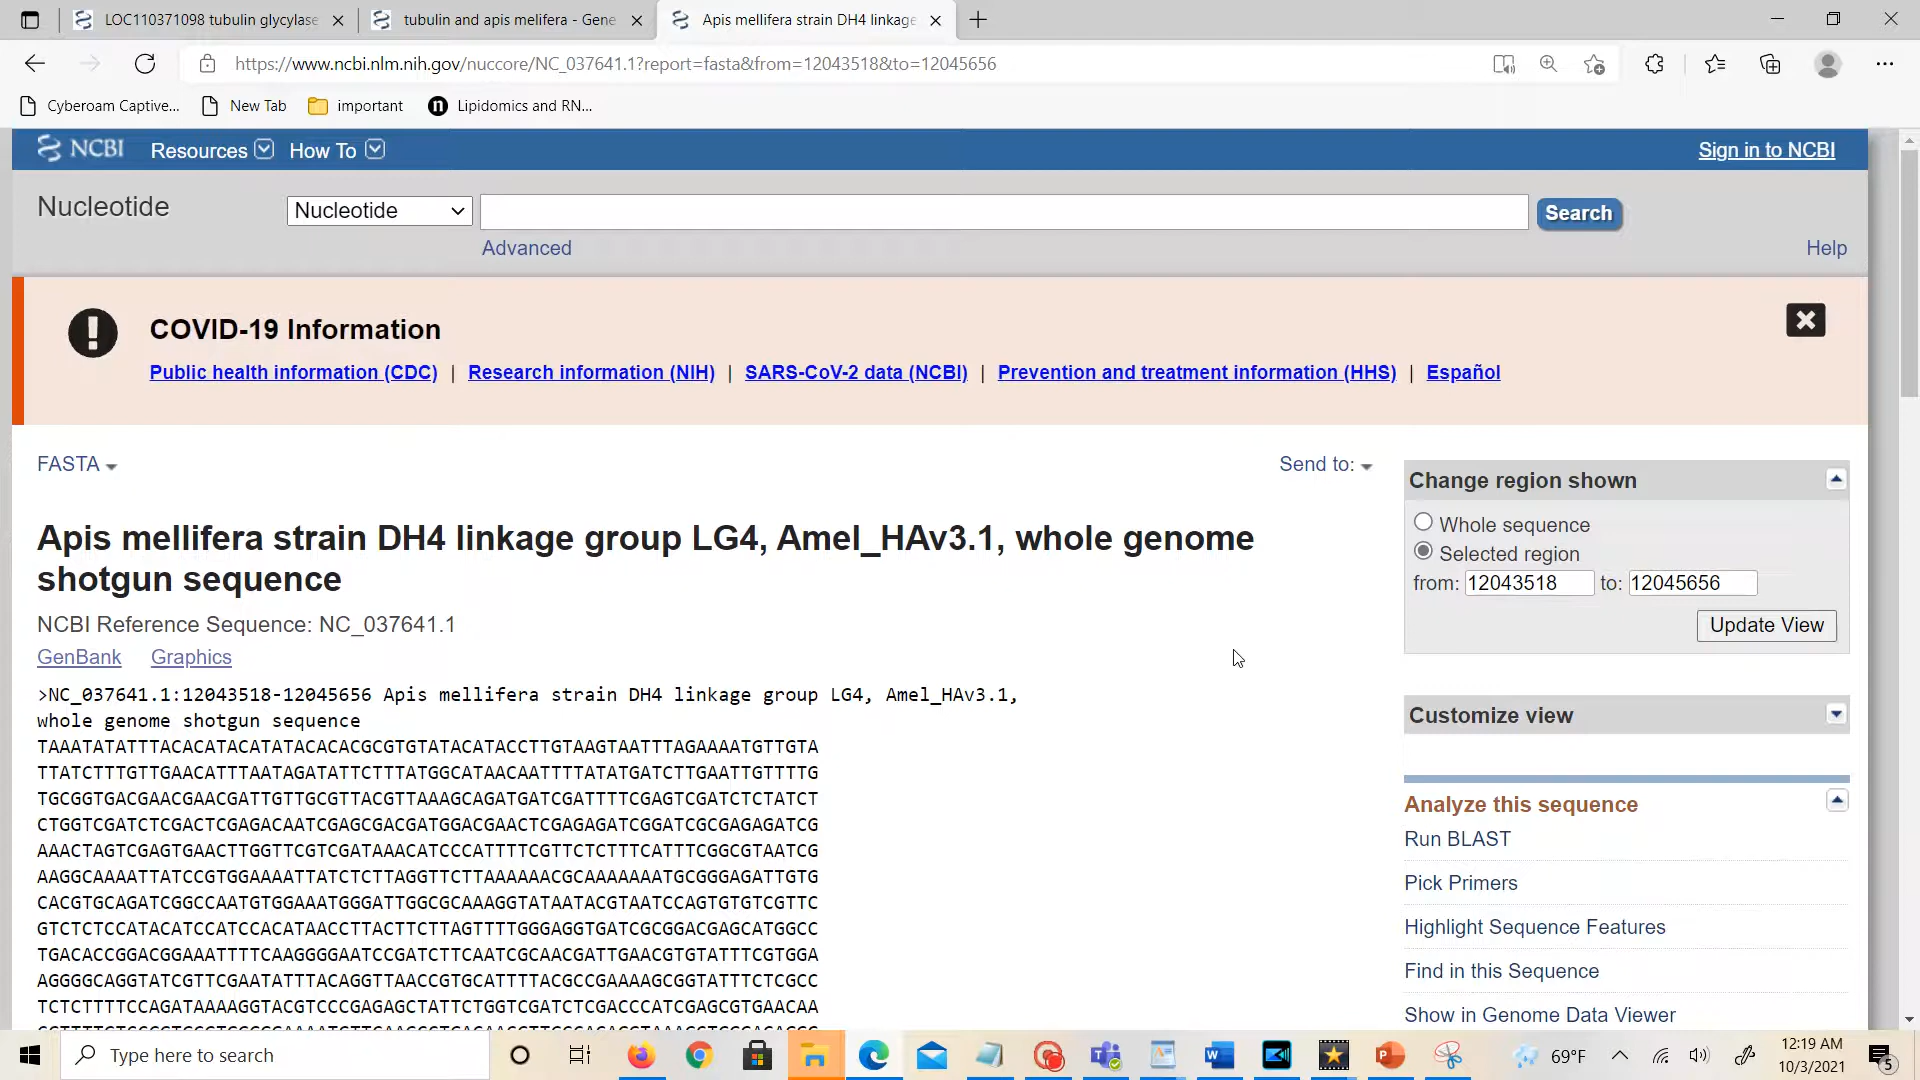 LOC110371098 tubulin glycylase
tubulin and apis melifera - Gene
Apis mellifera strain DH4 linkage
https://www.ncbi.nlm.nih.gov/nuccore/NC_037641.1?report=fasta&from=12043518&to=12045656
Cyberoam Captive...
New Tab
important
n
Lipidomics and RN...
NCBI
Resources
How To
Sign in to NCBI
Nucleotide
Nucleotide
Search
Advanced
Help
COVID-19 Information
Public health information (CDC) | Research information (NIH) | SARS-CoV-2 data (NCBI) | Prevention and treatment information (HHS) | Español
FASTA
Send to:
Apis mellifera strain DH4 linkage group LG4, Amel_HAv3.1, whole genome
shotgun sequence
NCBI Reference Sequence: NC_037641.1
GenBank
Graphics
>NC_037641.1:12043518-12045656 Apis mellifera strain DH4 linkage group LG4, Amel_HAv3.1,
whole genome shotgun sequence
TAAATATATTTACACATACATATACACACGCGTGTATACATACCTTGTAAGTAATTTAGAAAATGTTGTA
TTATCTTTGTTGAACATTTAATAGATATTCTTTATGGCATAACAATTTTATATGATCTTGAATTGTTTTG
TGCGGTGACGAACGAACGATTGTTGCGTTACGTTAAAGCAGATGATCGATTTTCGAGTCGATCTCTATCT
CTGGTCGATCTCGACTCGAGACAATCGAGCGACGATGGACGAACTCGAGAGATCGGATCGCGAGAGATCG
AAACTAGTCGAGTGAACTTGGTTCGTCGATAAACATCCCATTTTCGTTCTCTTTCATTTCGGCGTAATCG
AAGGCAAAATTATCCGTGGAAAATTATCTCTTAGGTTCTTAAAAAACGCAAAAAAATGCGGGAGATTGTG
CACGTGCAGATCGGCCAATGTGGAAATGGGATTGGCGCAAAGGTATAATACGTAATCCAGTGTGTCGTTC
GTCTCTCCATACATCCATCCACATAACCTTACTTCTTAGTTTTGGGAGGTGATCGCGGACGAGCATGGCC
TGACACCGGACGGAAATTTTCAAGGGGAATCCGATCTTCAATCGCAACGATTGAACGTGTATTTCGTGGA
AGGGGCAGGTATCGTTCGAATATTTACAGGTTAACCGTGCATTTTACGCCGAAAAGCGGTATTTCTCGCC
TCTCTTTTCCAGATAAAAGGTACGTCCCGAGAGCTATTCTGGTCGATCTCGACCCATCGAGCGTGAACAA
Change region shown
Whole sequence
Selected region
from: 12043518 to: 12045656
Update View
Customize view
Analyze this sequence
Run BLAST
Pick Primers
Highlight Sequence Features
Find in this Sequence
Show in Genome Data Viewer
Type here to search
69°F
12:19 AM
10/3/2021
5